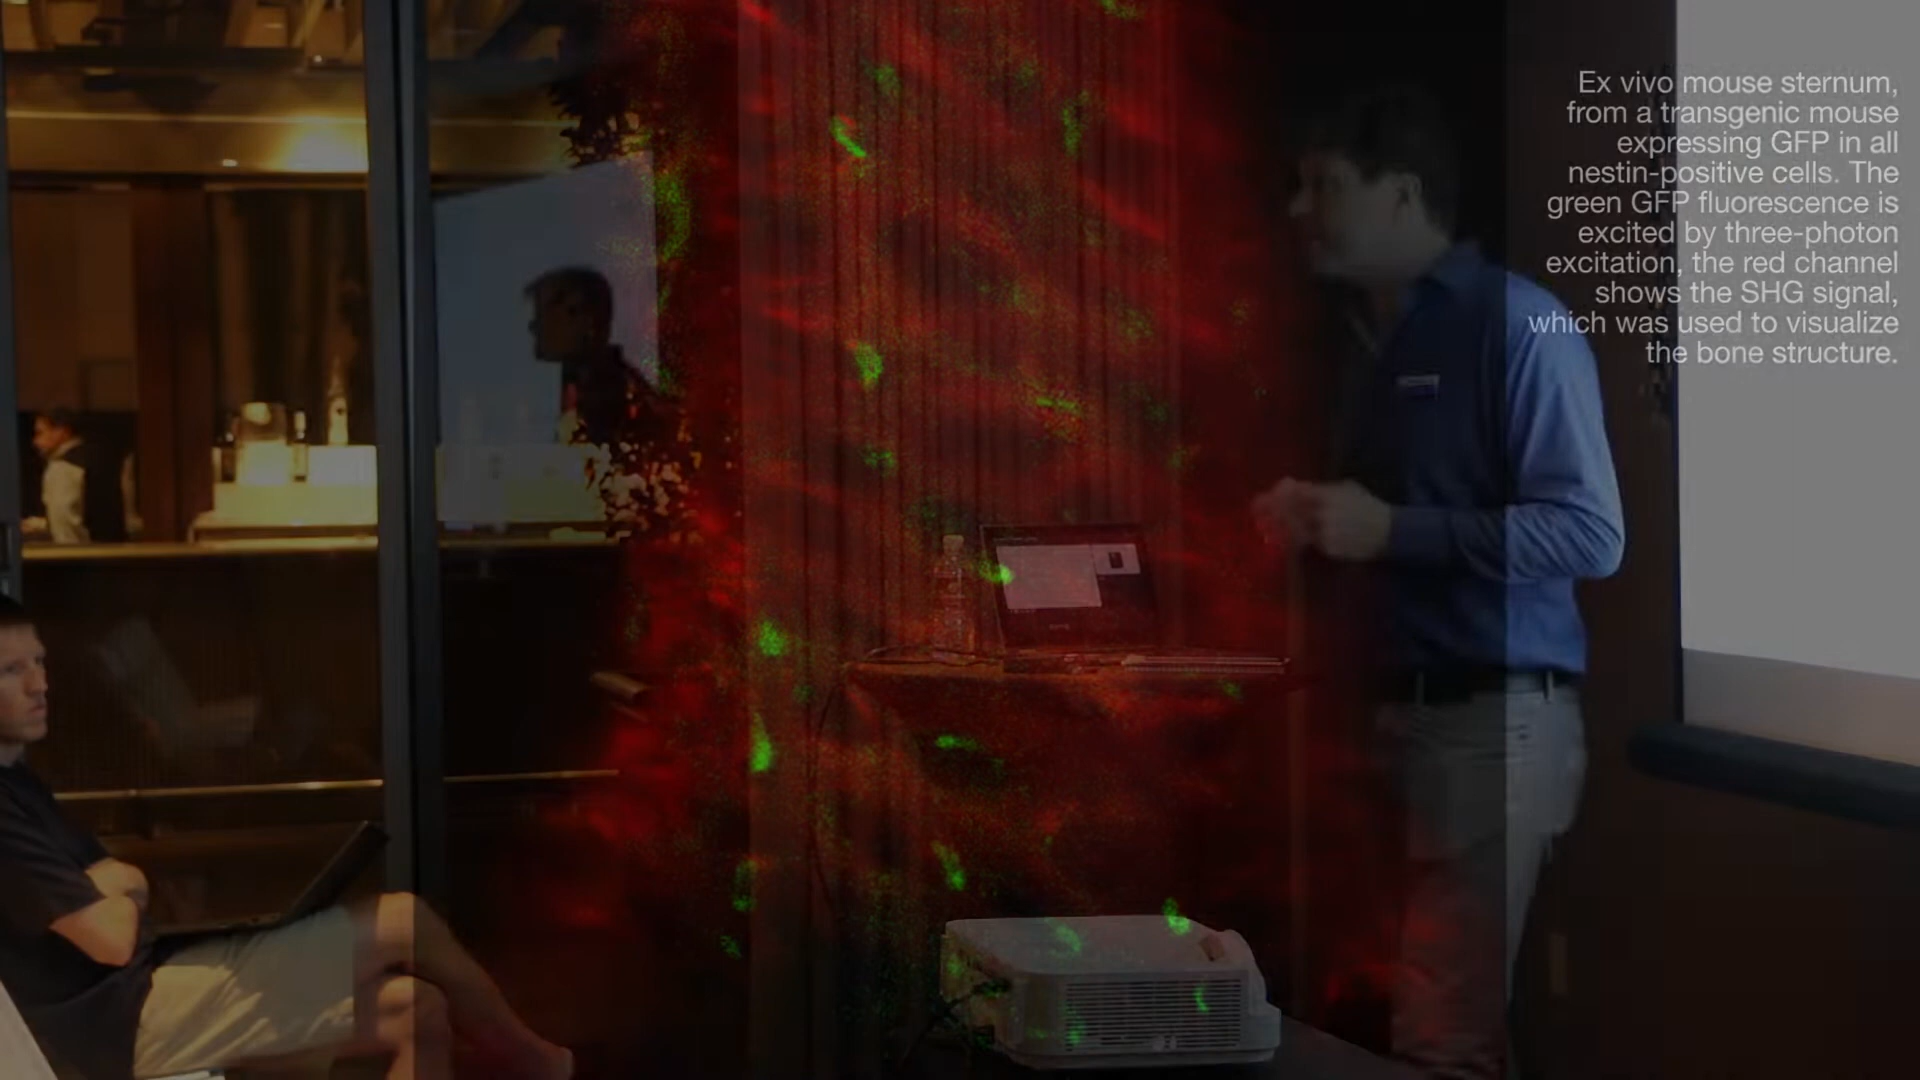 Ex vivo mouse sternum,
from a transgenic mouse
expressing GFP in all
nestin-positive cells. The
green GFP fluorescence is
excited by three-photon
excitation, the red channel
shows the SHG signal,
which was used to visualize
the bone structure.